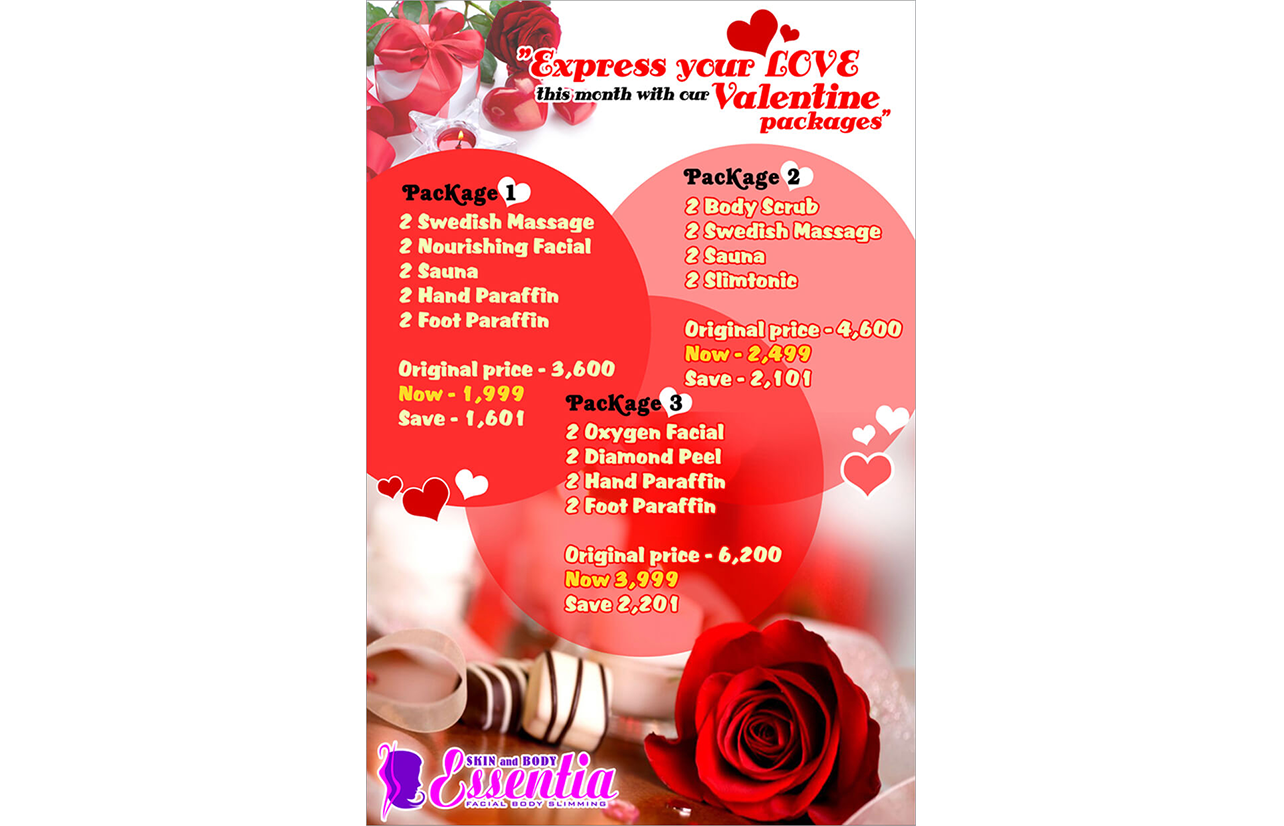 "Express your LOVE
this month with our Valentine
packages"
Package 1
2 Swedish Massage
2 Nourishing Facial
2 Sauna
2 Hand Paraffin
2 Foot Paraffin
Original price - 3,600
Now - 1,999
Save - 1,601
Package 2
2 Body Scrub
2 Swedish Massage
2 Sauna
2 Slimtonic
Original price - 4,600
Now - 2,499
Save - 2,101
Package 3
2 Oxygen Facial
2 Diamond Peel
2 Hand Paraffin
2 Foot Paraffin
Original price - 6,200
Now 3,999
Save 2,201
SKIN and BODY
Essentia
FACIAL BODY SLIMMING